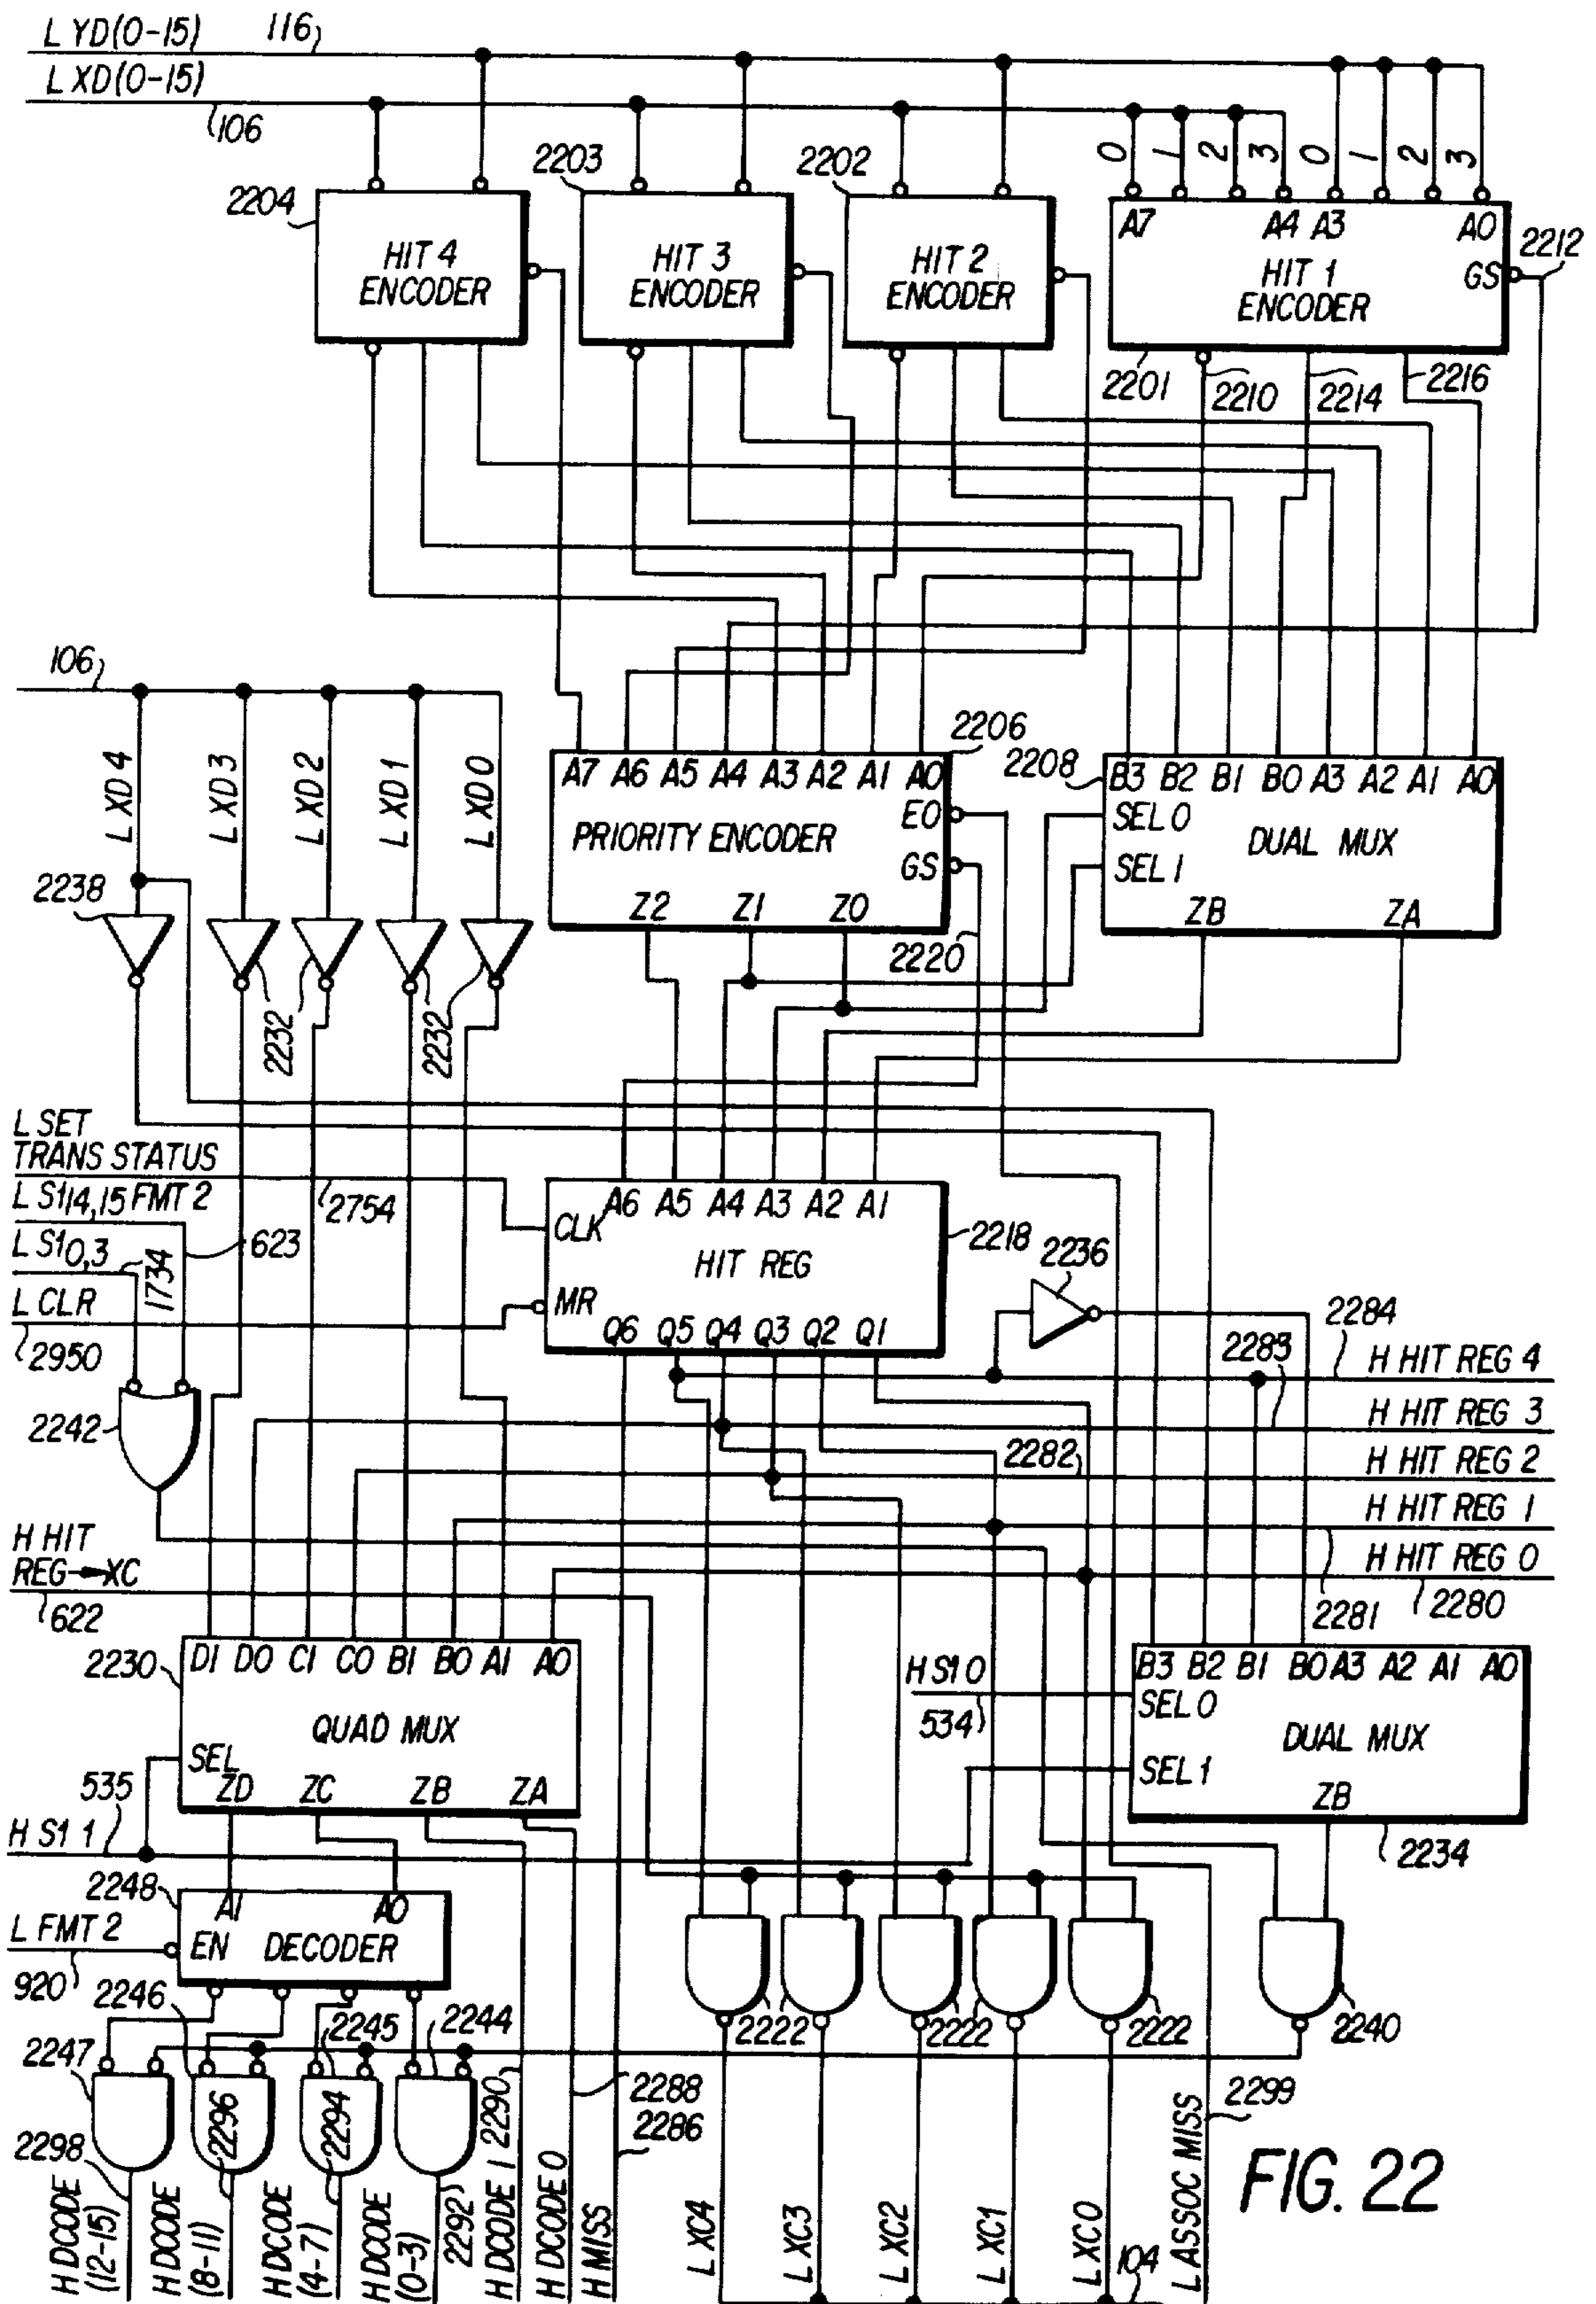 L YD(0-15) 116
L XD(0-15)
106
0 1 2 3 0 1 2 3
2204
HIT 4
ENCODER
2203
HIT 3
ENCODER
2202
HIT 2
ENCODER
A7 A4 A3 A0
GS
HIT 1
ENCODER
2212
2201
2210
2214
2216
106
L XD4
L XD3
L XD2
L XD1
L XD0
2238
2232
2232
2206
A7 A6 A5 A4 A3 A2 A1 A0
EO
PRIORITY ENCODER
GS
Z2 Z1 Z0
2220
2208
B3 B2 B1 B0 A3 A2 A1 A0
SEL 0
DUAL MUX
SEL 1
ZB ZA
L SET
TRANS STATUS
2754
L S1 14,15 FMT 2
623
L S1 0,3
1734
L CLR
2950
2242
A6 A5 A4 A3 A2 A1
CLK
HIT REG
MR
Q6 Q5 Q4 Q3 Q2 Q1
2218
2236
2284
H HIT REG 4
2283
H HIT REG 3
2282
H HIT REG 2
H HIT REG 1
2281
H HIT REG 0
2280
H HIT
REG→XC
622
2230
D1 D0 C1 C0 B1 B0 A1 A0
QUAD MUX
SEL
ZD ZC ZB ZA
535
H S1 1
H S1 0
534
B3 B2 B1 B0 A3 A2 A1 A0
SEL 0
DUAL MUX
SEL 1
ZB
2234
2248
A1 A0
EN DECODER
L FMT 2
920
2246
2245
2244
2247
2222
2222
2222
2240
2298
2296
2294
2292
2290
2288
2286
2299
H DCODE
(12-15)
H DCODE
(8-11)
H DCODE
(4-7)
H DCODE
(0-3)
H DCODE 1
H DCODE 0
H MISS
L XC4
L XC3
L XC2
L XC1
L XC0
104
L ASSOC MISS
FIG. 22